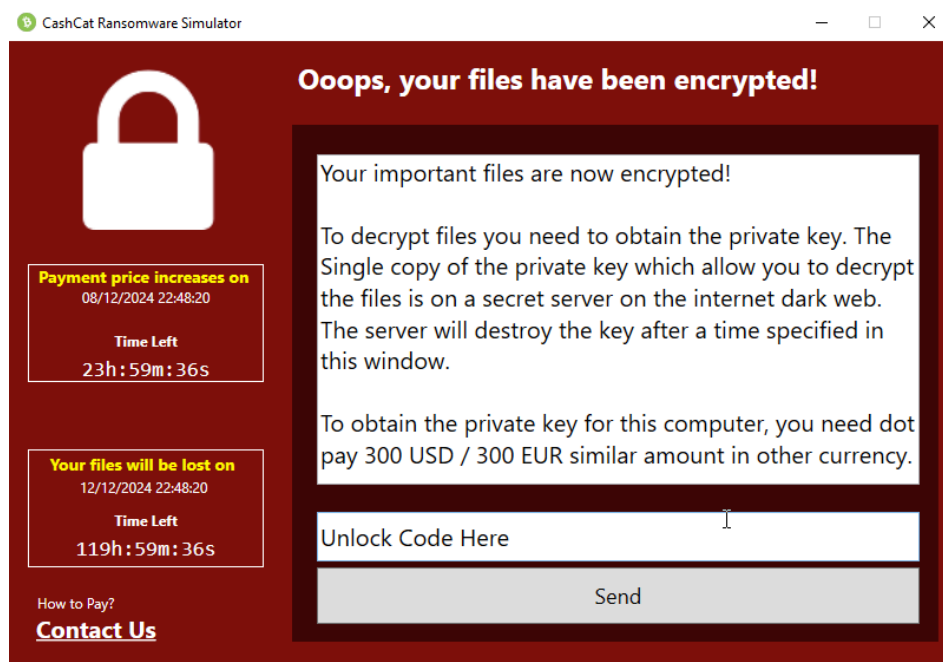 CashCat Ransomware Simulator
Ooops, your files have been encrypted!
Payment price increases on
08/12/2024 22:48:20
Time Left
23h:59m:36s
Your files will be lost on
12/12/2024 22:48:20
Time Left
119h:59m:36s
How to Pay?
Contact Us
Your important files are now encrypted!
To decrypt files you need to obtain the private key. The
Single copy of the private key which allow you to decrypt
the files is on a secret server on the internet dark web.
The server will destroy the key after a time specified in
this window.
To obtain the private key for this computer, you need dot
pay 300 USD / 300 EUR similar amount in other currency.
Unlock Code Here
Send